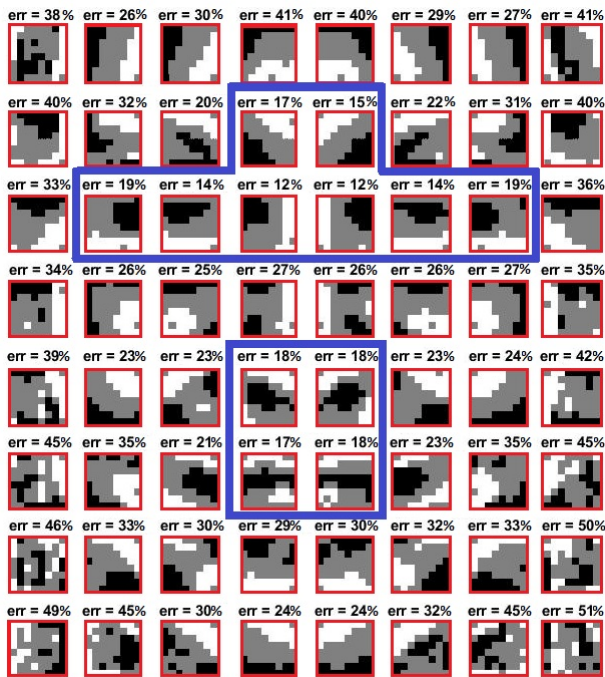 err = 38% err = 26% err = 30% err = 41% err = 40% err = 29% err = 27% err = 41%
err = 40% err = 32% err = 20% err = 17% err = 15% err = 22% err = 31% err = 40%
err = 33% err = 19% err = 14% err = 12% err = 12% err = 14% err = 19% err = 36%
err = 34% err = 26% err = 25% err = 27% err = 26% err = 26% err = 27% err = 35%
err = 39% err = 23% err = 23% err = 18% err = 18% err = 23% err = 24% err = 42%
err = 45% err = 35% err = 21% err = 17% err = 18% err = 23% err = 35% err = 45%
err = 46% err = 33% err = 30% err = 29% err = 30% err = 32% err = 33% err = 50%
err = 49% err = 45% err = 30% err = 24% err = 24% err = 32% err = 45% err = 51%